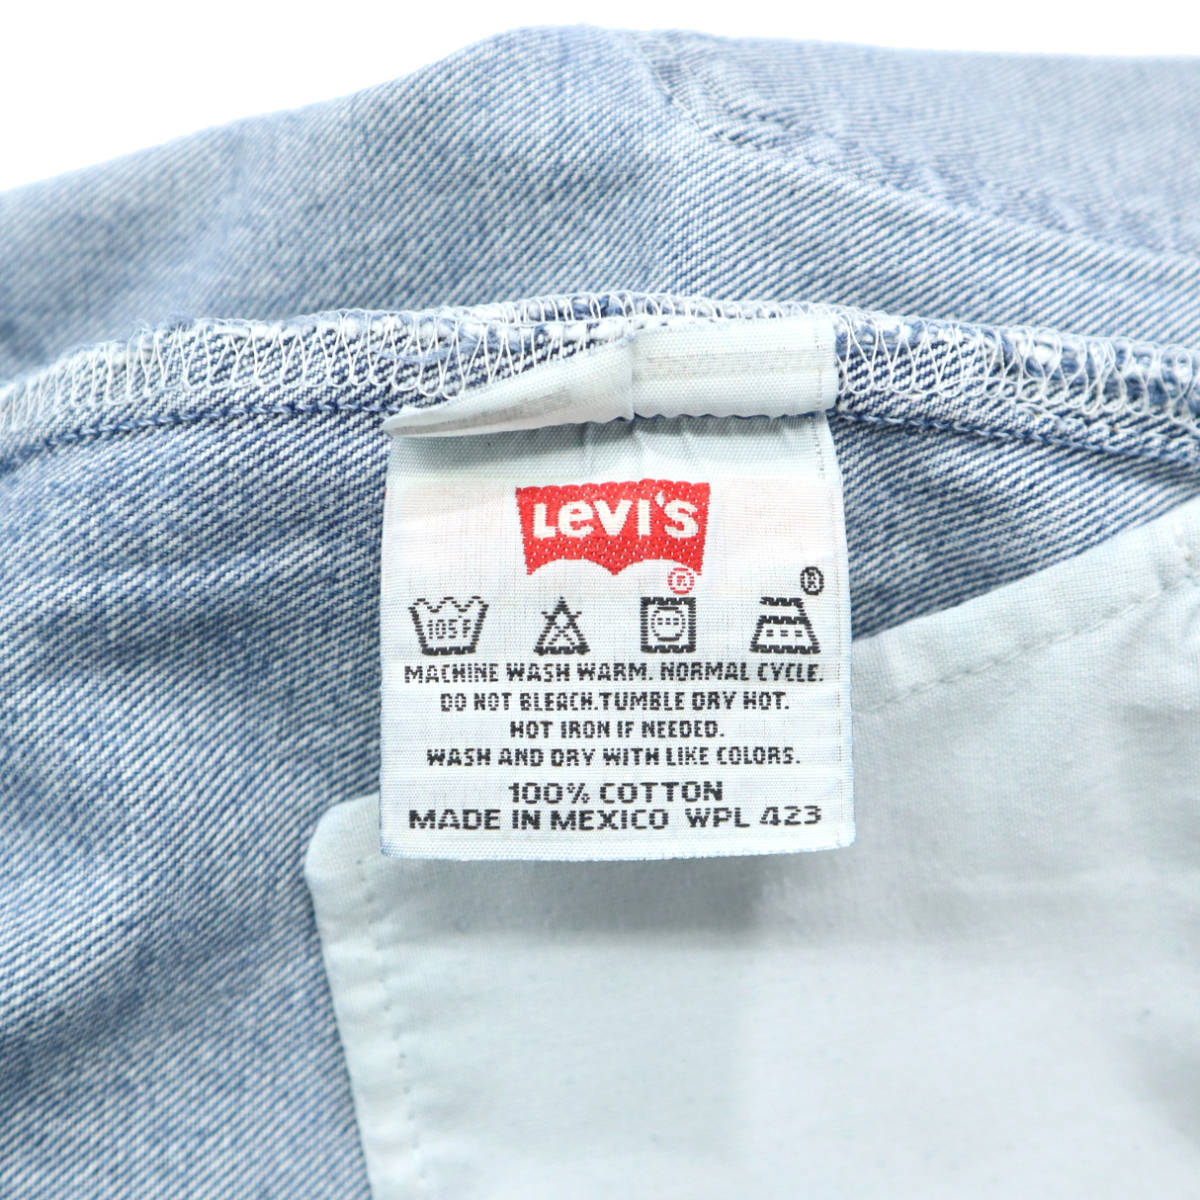 Levi's
®
®
105F
MACHINE WASH WARM. NORMAL CYCLE.
DO NOT BLEACH.TUMBLE DRY HOT.
HOT IRON IF NEEDED.
WASH AND DRY WITH LIKE COLORS.
100% COTTON
MADE IN MEXICO WPL 423